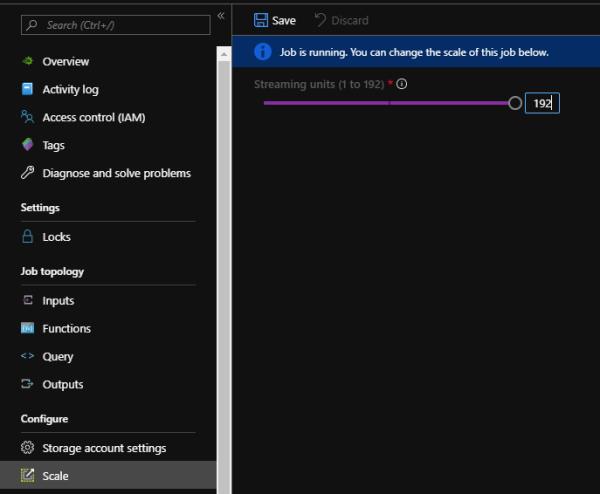 Search (Ctrl+/)
Overview
Activity log
Access control (IAM)
Tags
Diagnose and solve problems
Settings
Locks
Job topology
Inputs
Functions
Query
Outputs
Configure
Storage account settings
Scale
Save
Discard
Job is running. You can change the scale of this job below.
Streaming units (1 to 192) *
192